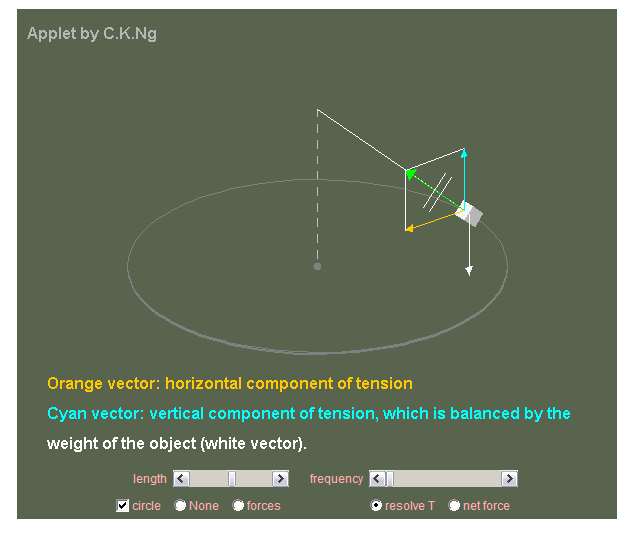 Applet by C.K.Ng
Orange vector: horizontal component of tension
Cyan vector: vertical component of tension, which is balanced by the
weight of the object (white vector).
length frequency
circle None forces resolve T net force